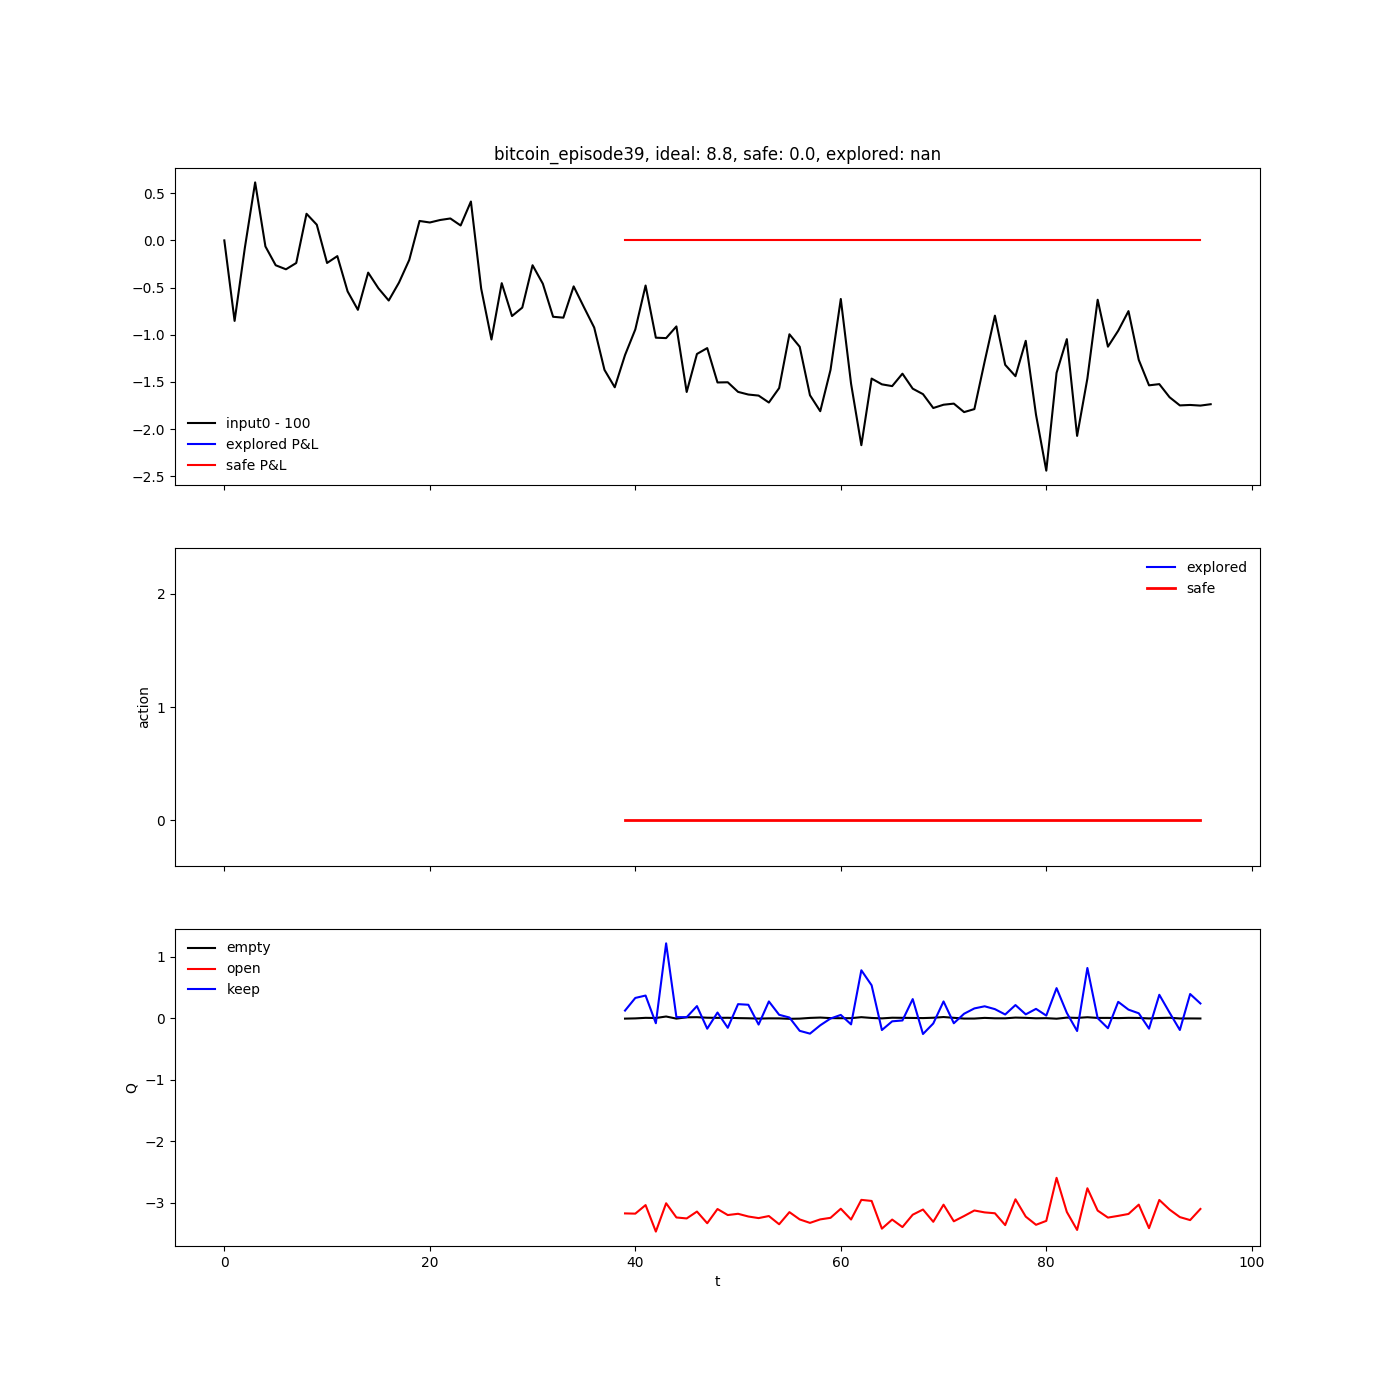 bitcoin_episode39, ideal: 8.8, safe: 0.0, explored: nan
0.5
0.0
−0.5
−1.0
−1.5
−2.0
−2.5
input0 - 100
explored P&L
safe P&L
2
1
0
action
explored
safe
1
0
−1
−2
−3
Q
empty
open
keep
0 20 40 60 80 100
t